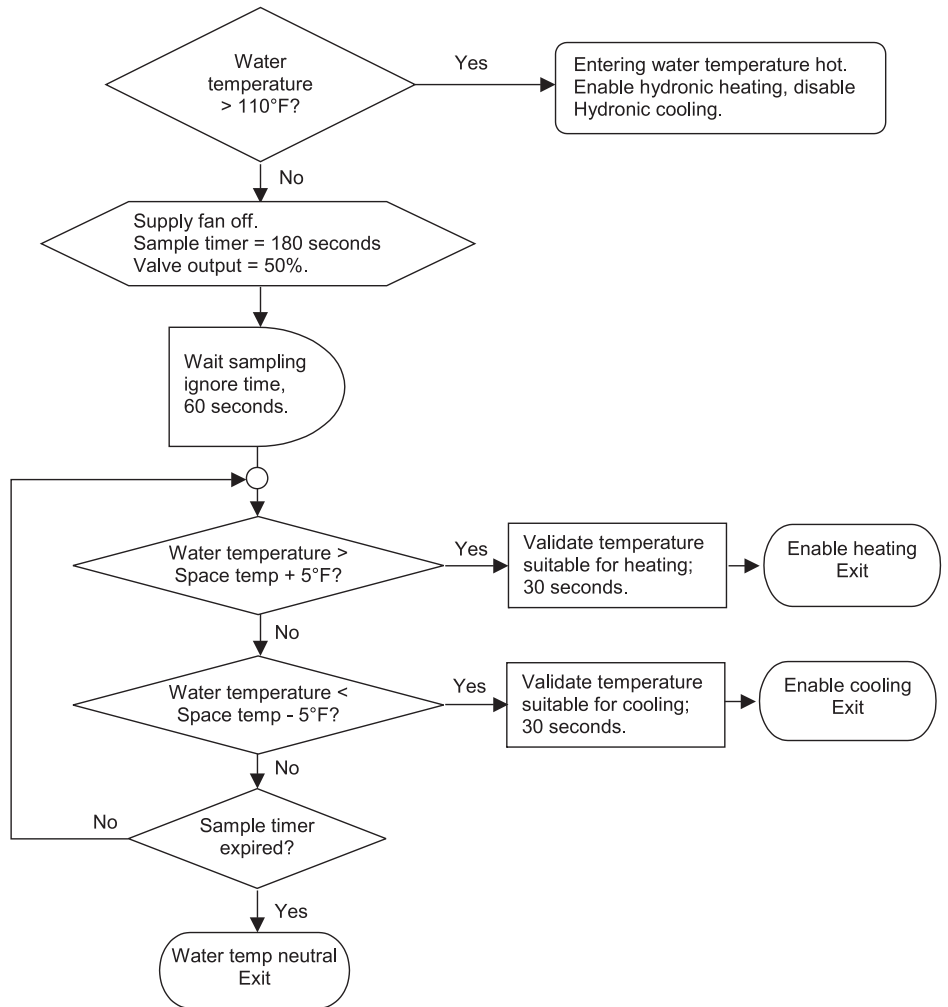 Water
temperature
> 110°F?
Yes
Entering water temperature hot.
Enable hydronic heating, disable
Hydronic cooling.
No
Supply fan off.
Sample timer = 180 seconds
Valve output = 50%.
Wait sampling
ignore time,
60 seconds.
Water temperature >
Space temp + 5°F?
Yes
Validate temperature
suitable for heating;
30 seconds.
Enable heating
Exit
No
Water temperature <
Space temp - 5°F?
Yes
Validate temperature
suitable for cooling;
30 seconds.
Enable cooling
Exit
No
Sample timer
expired?
No
Yes
Water temp neutral
Exit